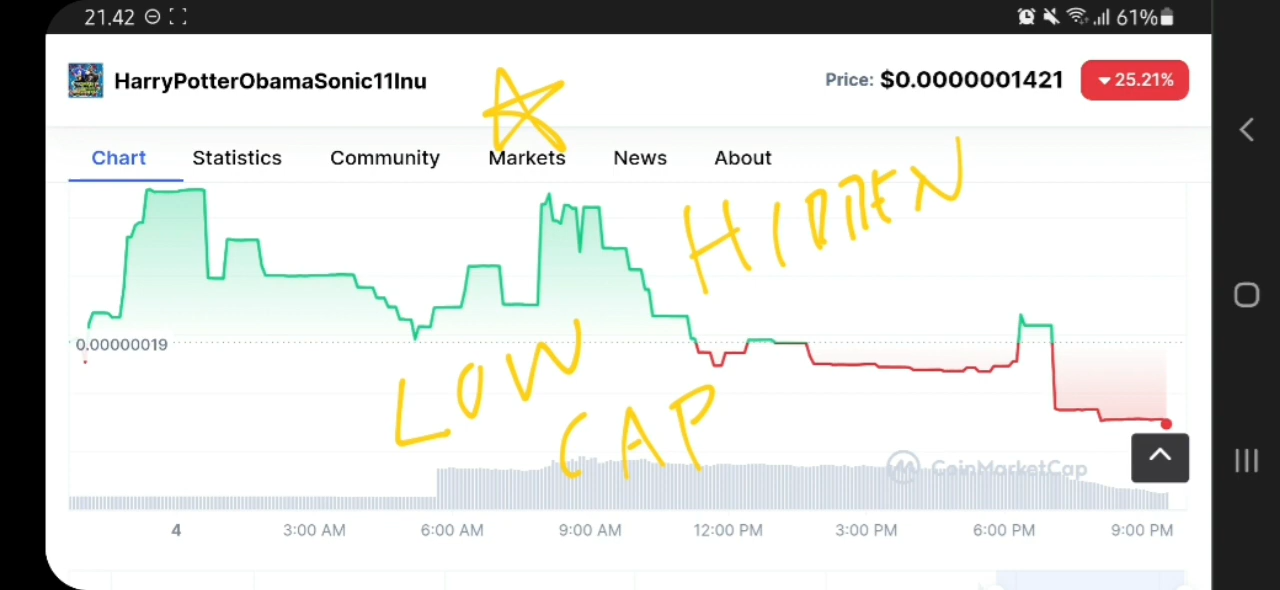 21.42 61%
HarryPotterObamaSonic11Inu Price: $0.0000001421 25.21%
Chart Statistics Community Markets News About
HIDDEN
0.00000019
LOW
CAP
CoinMarketCap
4 3:00 AM 6:00 AM 9:00 AM 12:00 PM 3:00 PM 6:00 PM 9:00 PM